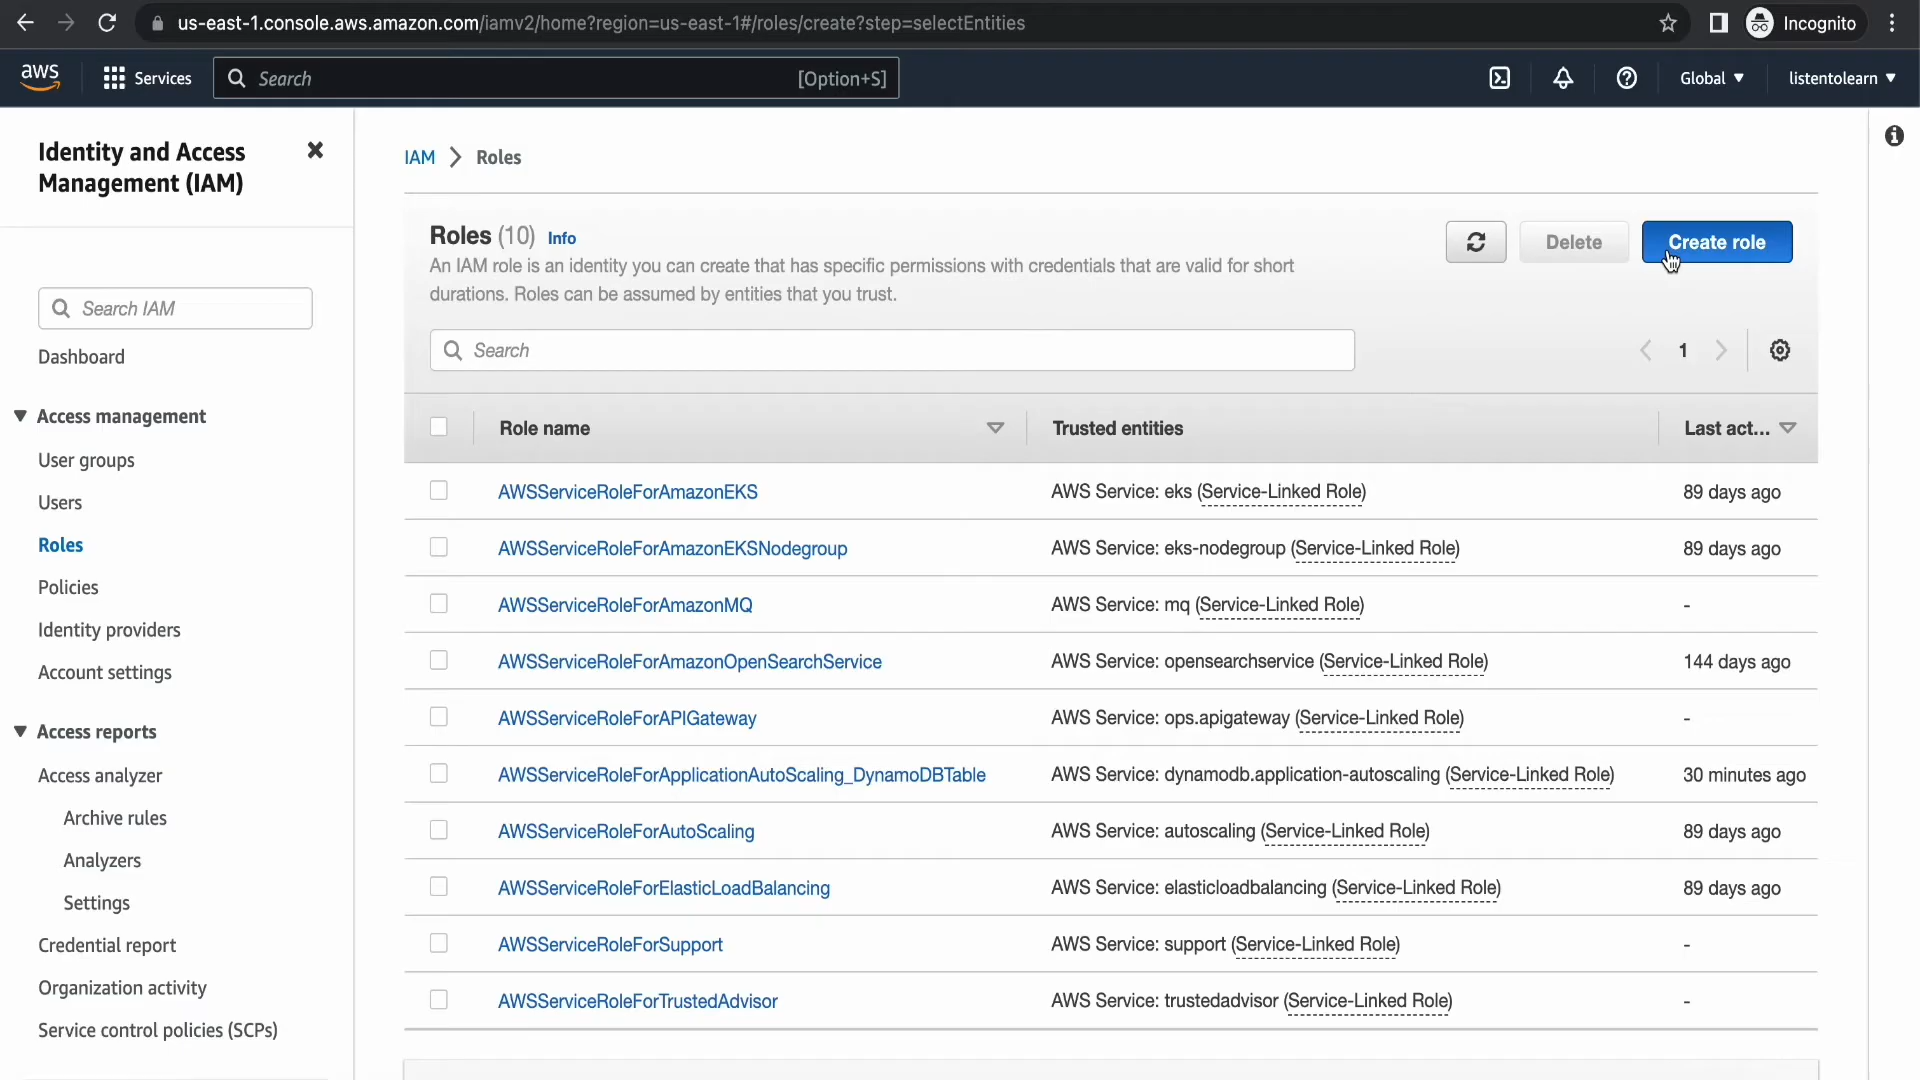 us-east-1.console.aws.amazon.com/iamv2/home?region=us-east-1#/roles/create?step=selectEntities
Incognito
aws
Services
Search
[Option+S]
Global
listentolearn
Identity and Access
Management (IAM)
Search IAM
Dashboard
Access management
User groups
Users
Roles
Policies
Identity providers
Account settings
Access reports
Access analyzer
Archive rules
Analyzers
Settings
Credential report
Organization activity
Service control policies (SCPs)
IAM > Roles
Roles (10) Info
An IAM role is an identity you can create that has specific permissions with credentials that are valid for short
durations. Roles can be assumed by entities that you trust.
Delete
Create role
Search
1
Role name Trusted entities Last act...
AWSServiceRoleForAmazonEKS AWS Service: eks (Service-Linked Role) 89 days ago
AWSServiceRoleForAmazonEKSNodegroup AWS Service: eks-nodegroup (Service-Linked Role) 89 days ago
AWSServiceRoleForAmazonMQ AWS Service: mq (Service-Linked Role) -
AWSServiceRoleForAmazonOpenSearchService AWS Service: opensearchservice (Service-Linked Role) 144 days ago
AWSServiceRoleForAPIGateway AWS Service: ops.apigateway (Service-Linked Role) -
AWSServiceRoleForApplicationAutoScaling_DynamoDBTable AWS Service: dynamodb.application-autoscaling (Service-Linked Role) 30 minutes ago
AWSServiceRoleForAutoScaling AWS Service: autoscaling (Service-Linked Role) 89 days ago
AWSServiceRoleForElasticLoadBalancing AWS Service: elasticloadbalancing (Service-Linked Role) 89 days ago
AWSServiceRoleForSupport AWS Service: support (Service-Linked Role) -
AWSServiceRoleForTrustedAdvisor AWS Service: trustedadvisor (Service-Linked Role) -